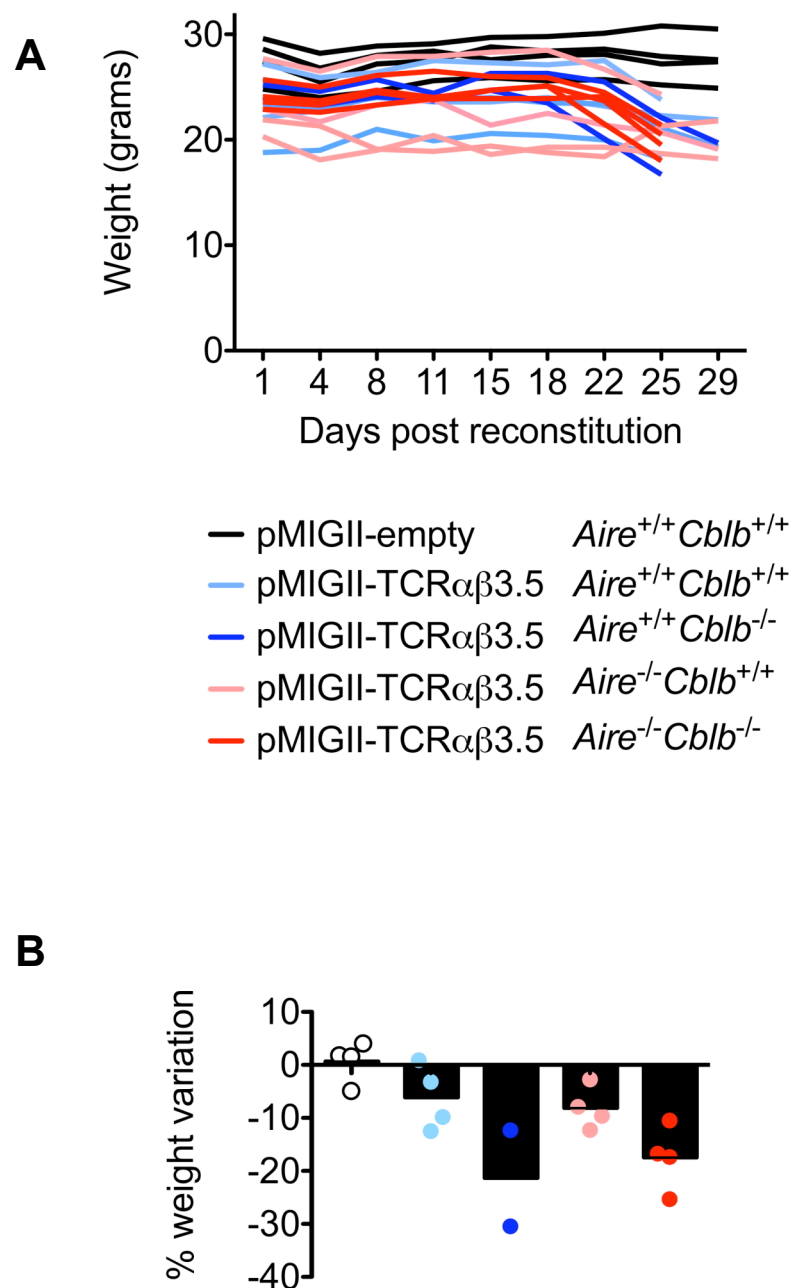 A
Weight (grams)
30
20
10
0
1 4 8 11 15 18 22 25 29
Days post reconstitution
pMIGII-empty Aire+/+Cblb+/+
pMIGII-TCRαβ3.5 Aire+/+Cblb+/+
pMIGII-TCRαβ3.5 Aire+/+Cblb-/-
pMIGII-TCRαβ3.5 Aire-/-Cblb+/+
pMIGII-TCRαβ3.5 Aire-/-Cblb-/-
B
% weight variation
10
0
-10
-20
-30
-40